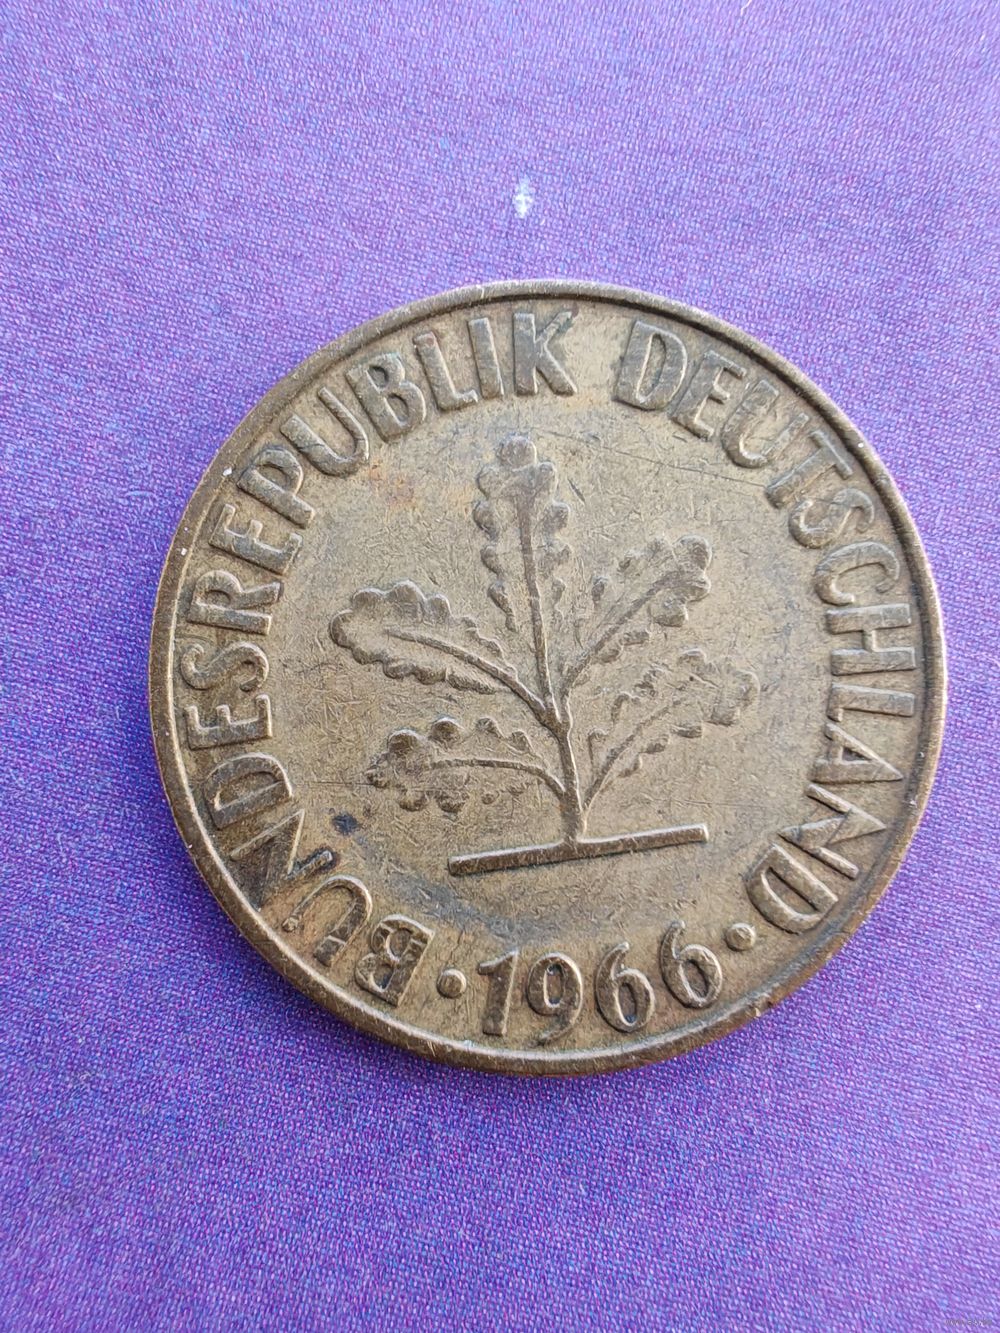 BUNDESREPUBLIK DEUTSCHLAND
· 1966 ·